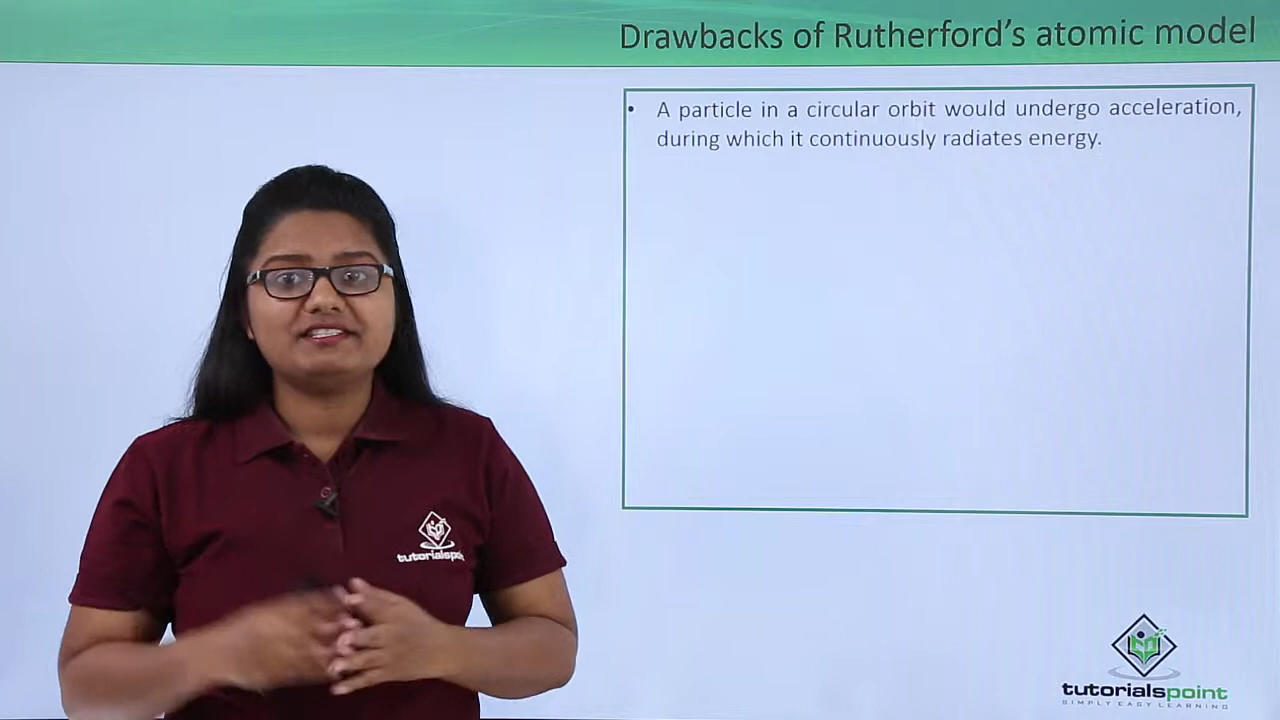 Drawbacks of Rutherford's atomic model
• A particle in a circular orbit would undergo acceleration,
during which it continuously radiates energy.
tutorialspoint
tutorialspoint
SIMPLY EASY LEARNING